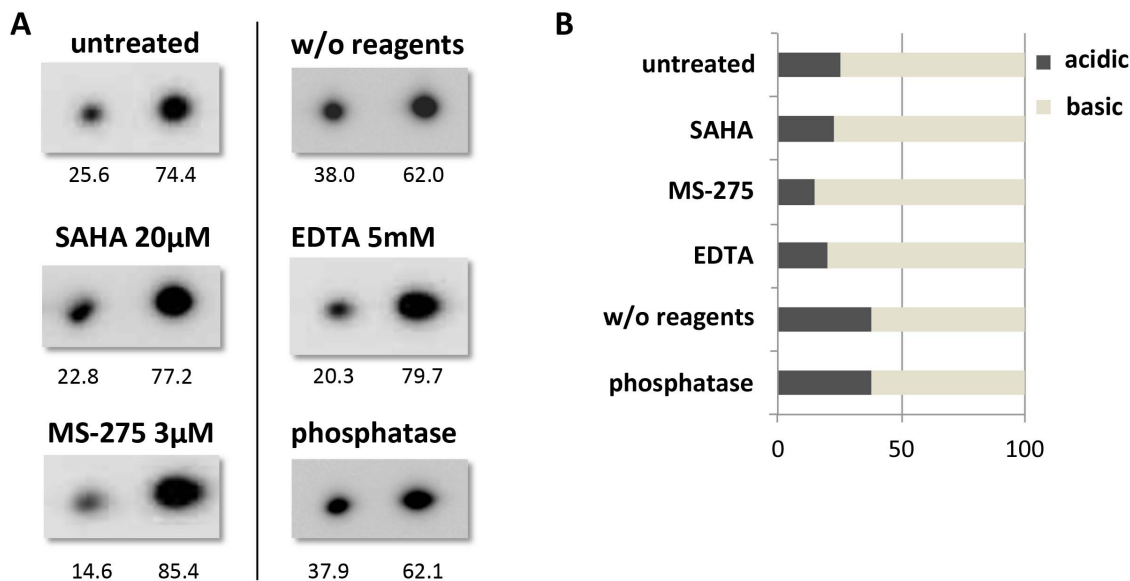 A
untreated
25.6 74.4
SAHA 20µM
22.8 77.2
MS-275 3µM
14.6 85.4
w/o reagents
38.0 62.0
EDTA 5mM
20.3 79.7
phosphatase
37.9 62.1
B
untreated
SAHA
MS-275
EDTA
w/o reagents
phosphatase
0 50 100
acidic
basic